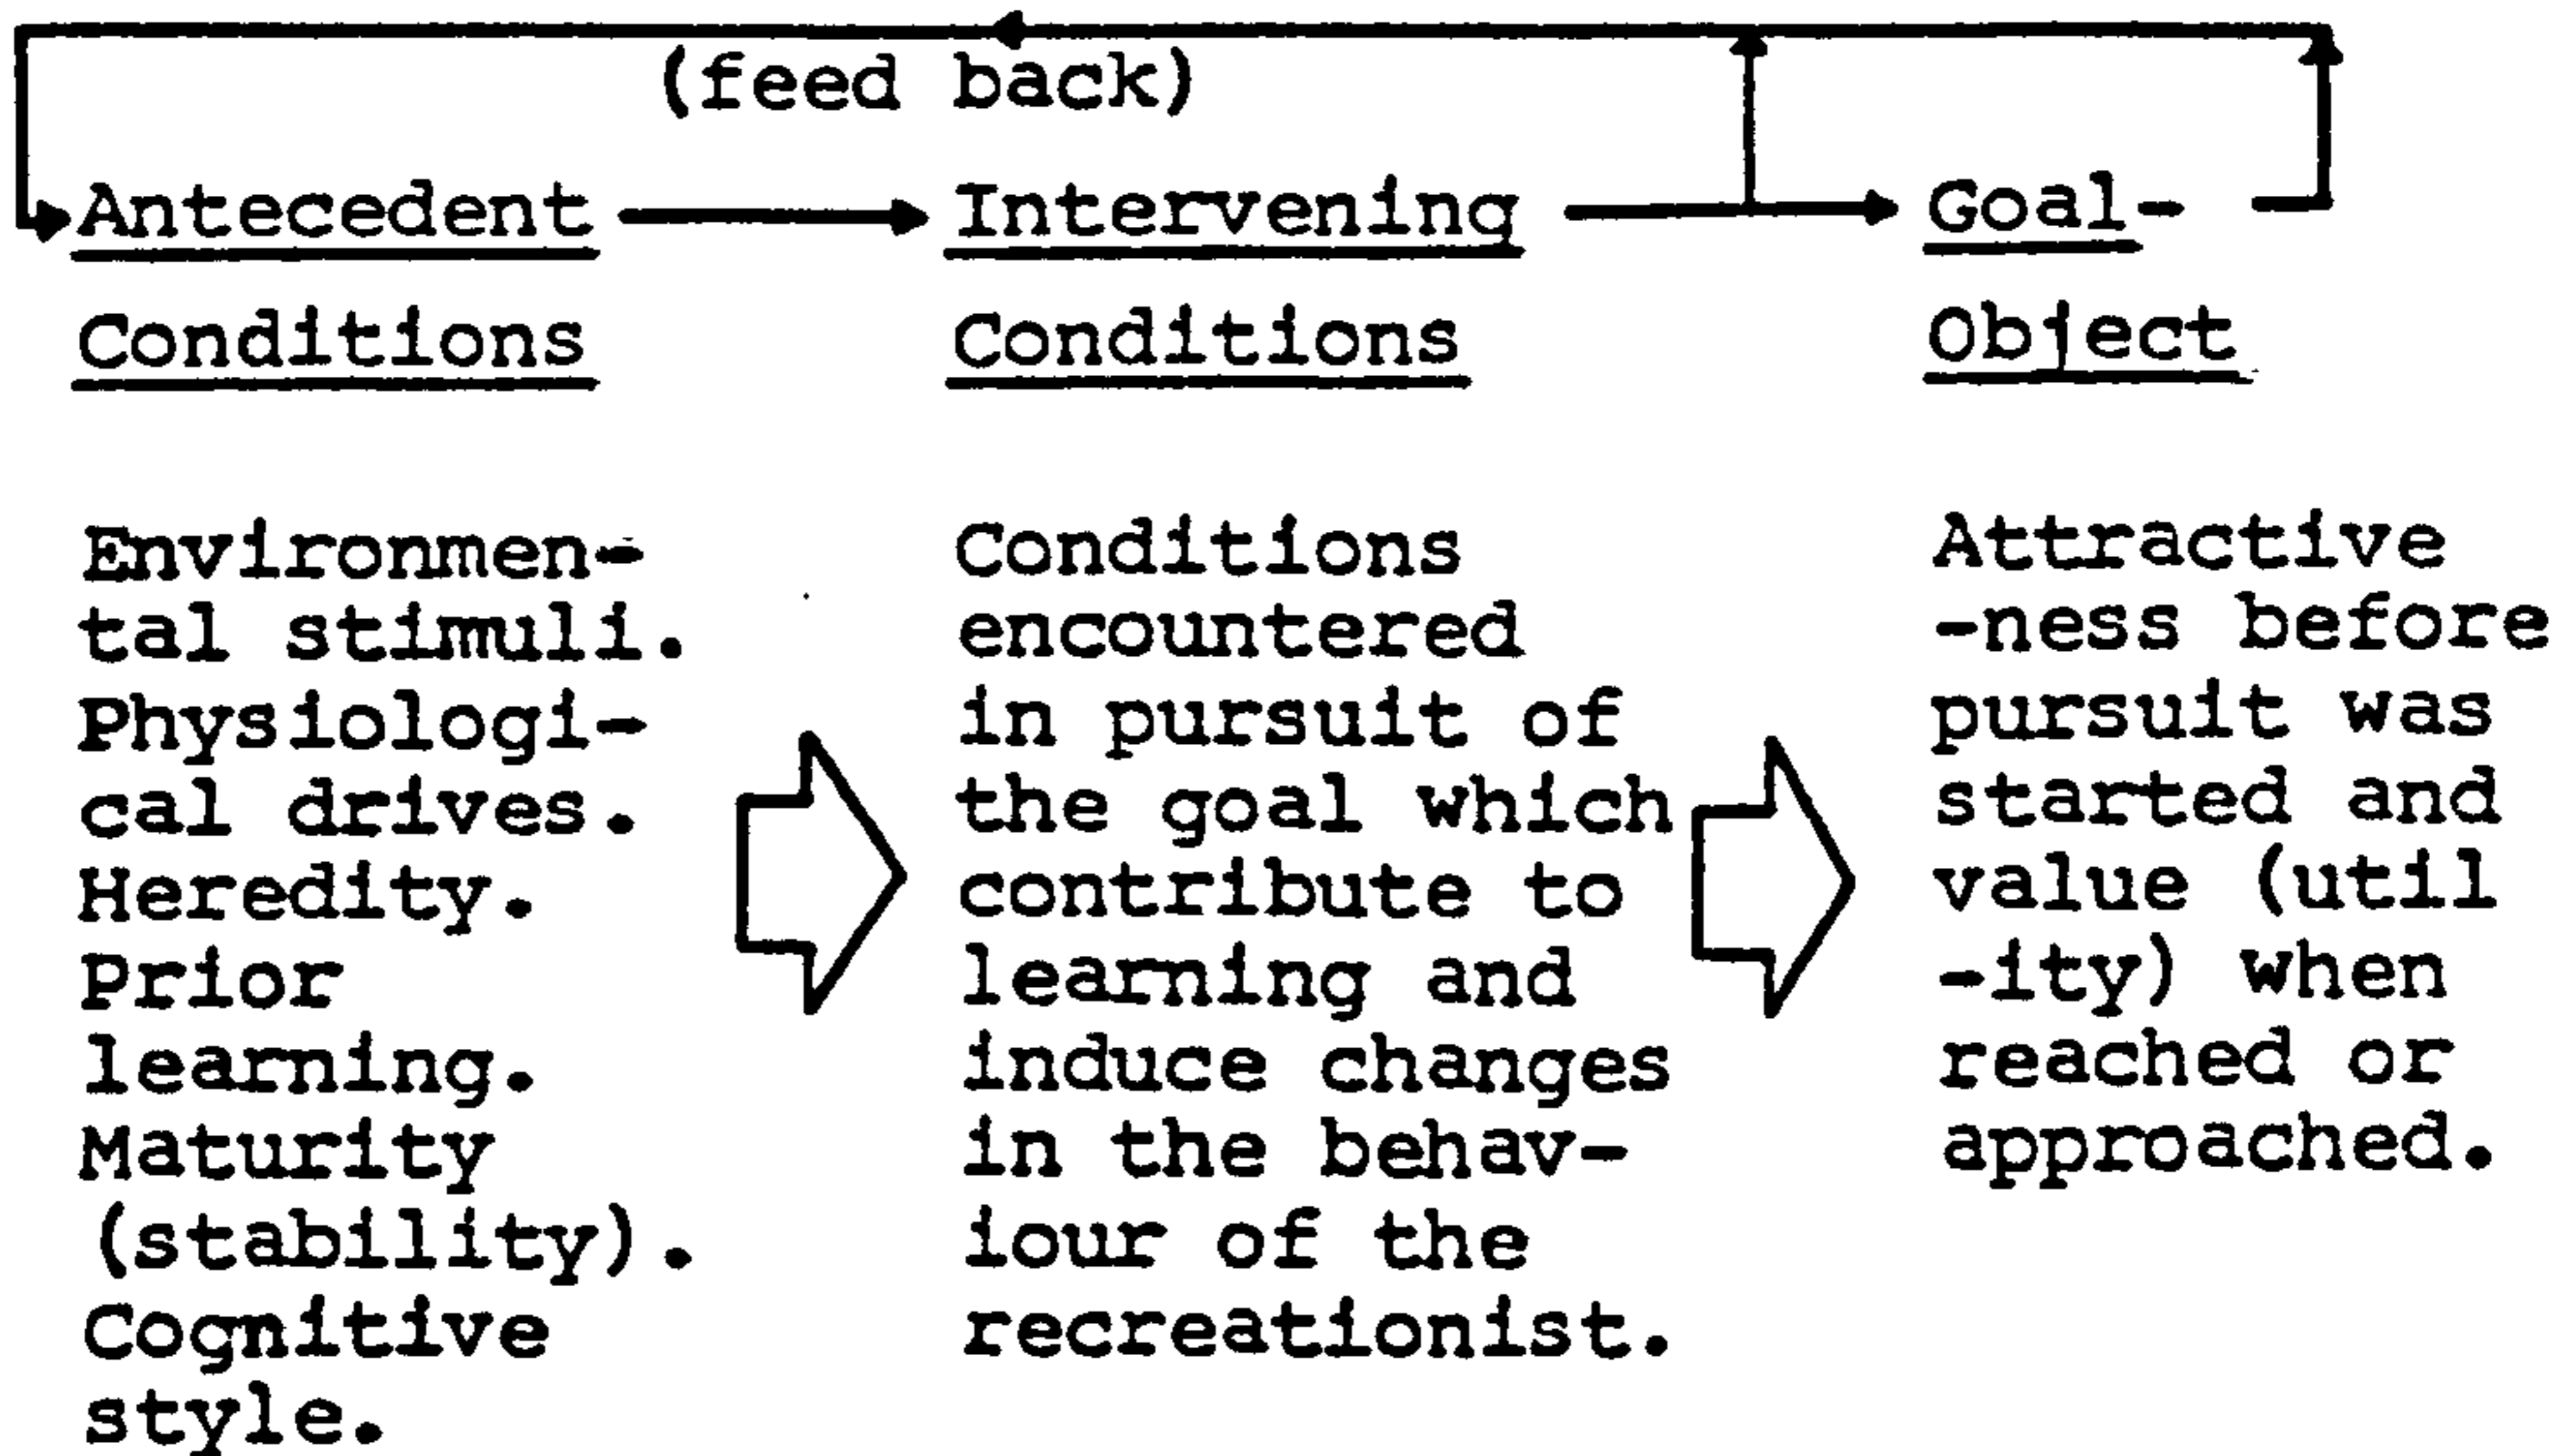 (feed back)
Antecedent
Conditions
Environmen-
tal stimuli.
Physiologi-
cal drives.
Heredity.
Prior
learning.
Maturity
(stability).
Cognitive
style.
Intervening
Conditions
Conditions
encountered
in pursuit of
the goal which
contribute to
learning and
induce changes
in the behav-
iour of the
recreationist.
Goal-
Object
Attractive
-ness before
pursuit was
started and
value (util
-ity) when
reached or
approached.